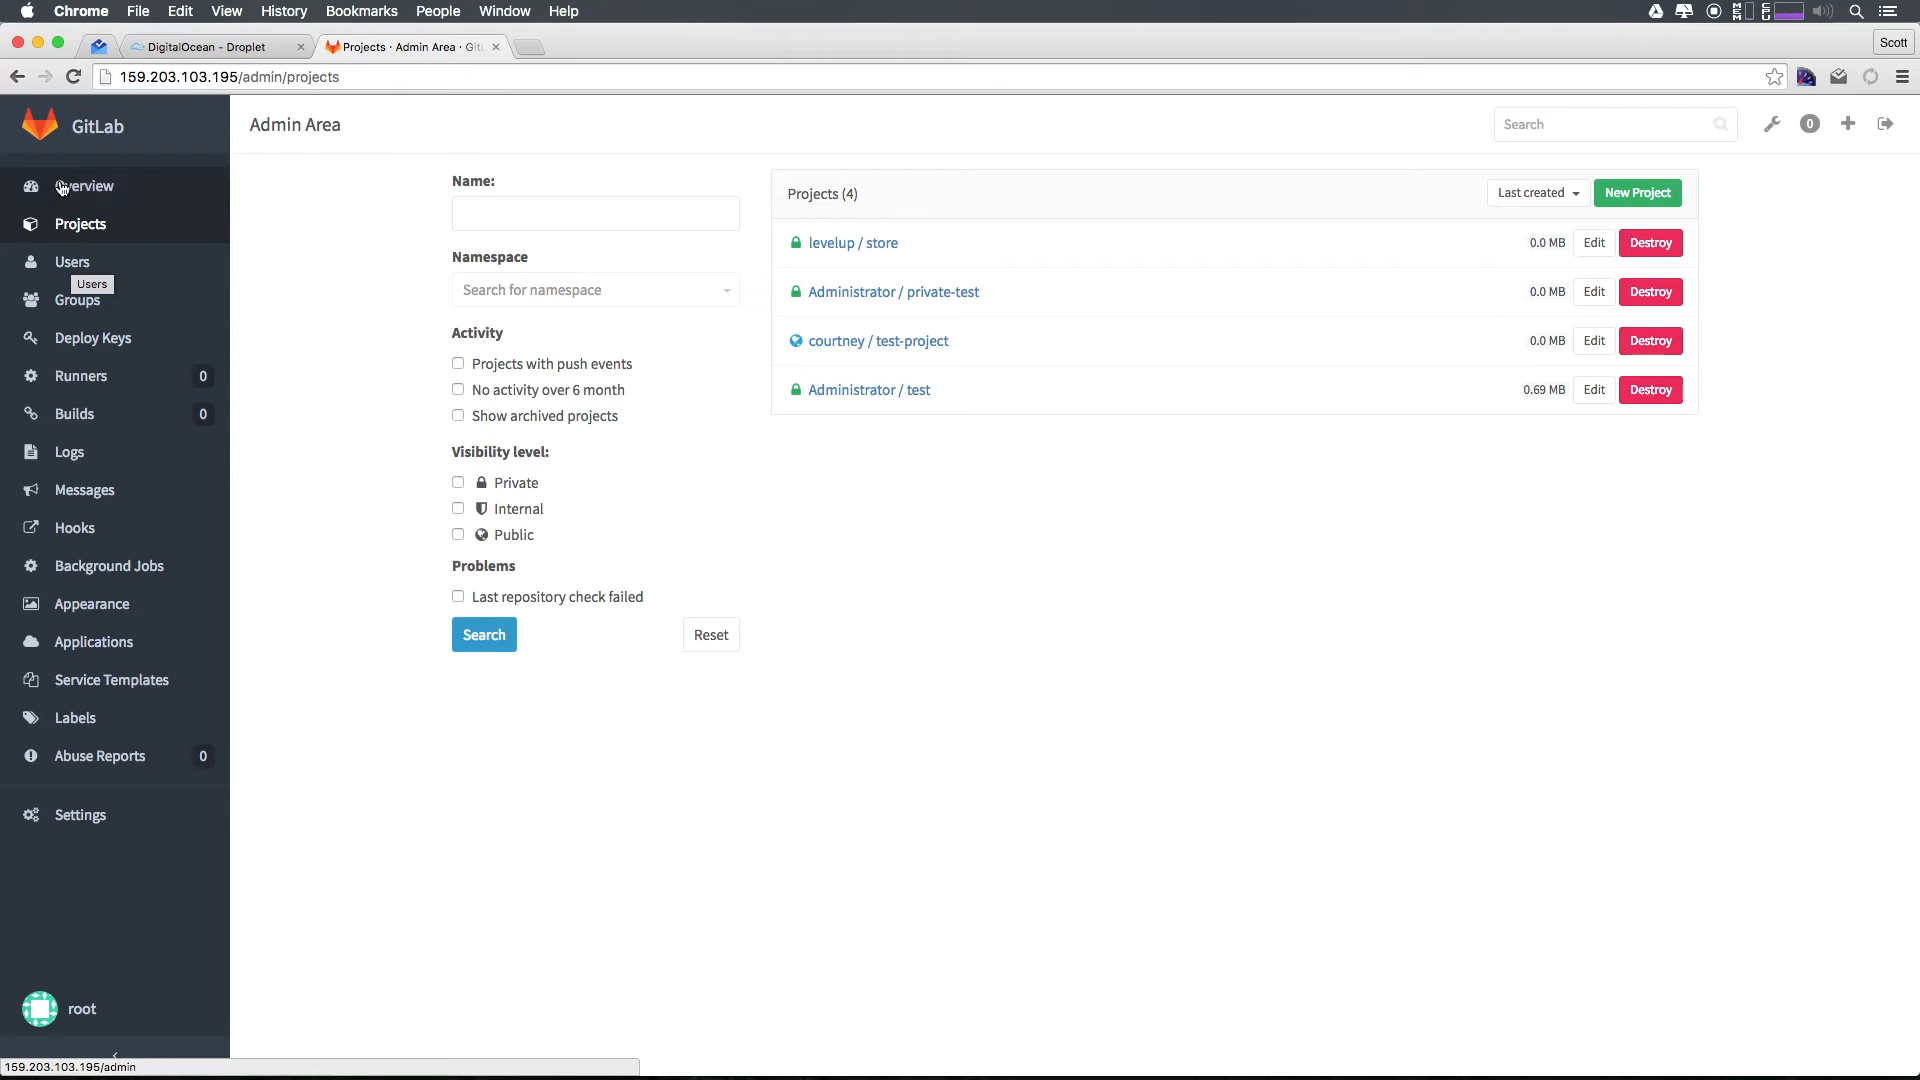 Chrome File Edit View History Bookmarks People Window Help
DigitalOcean - Droplet
Projects · Admin Area · Git
Scott
159.203.103.195/admin/projects
GitLab
Admin Area
Search
0
Overview
Projects
Users
Users
Groups
Deploy Keys
Runners 0
Builds 0
Logs
Messages
Hooks
Background Jobs
Appearance
Applications
Service Templates
Labels
Abuse Reports 0
Settings
root
159.203.103.195/admin
Name:
Namespace
Search for namespace
Activity
Projects with push events
No activity over 6 month
Show archived projects
Visibility level:
Private
Internal
Public
Problems
Last repository check failed
Search Reset
Projects (4) Last created New Project
levelup / store 0.0 MB Edit Destroy
Administrator / private-test 0.0 MB Edit Destroy
courtney / test-project 0.0 MB Edit Destroy
Administrator / test 0.69 MB Edit Destroy